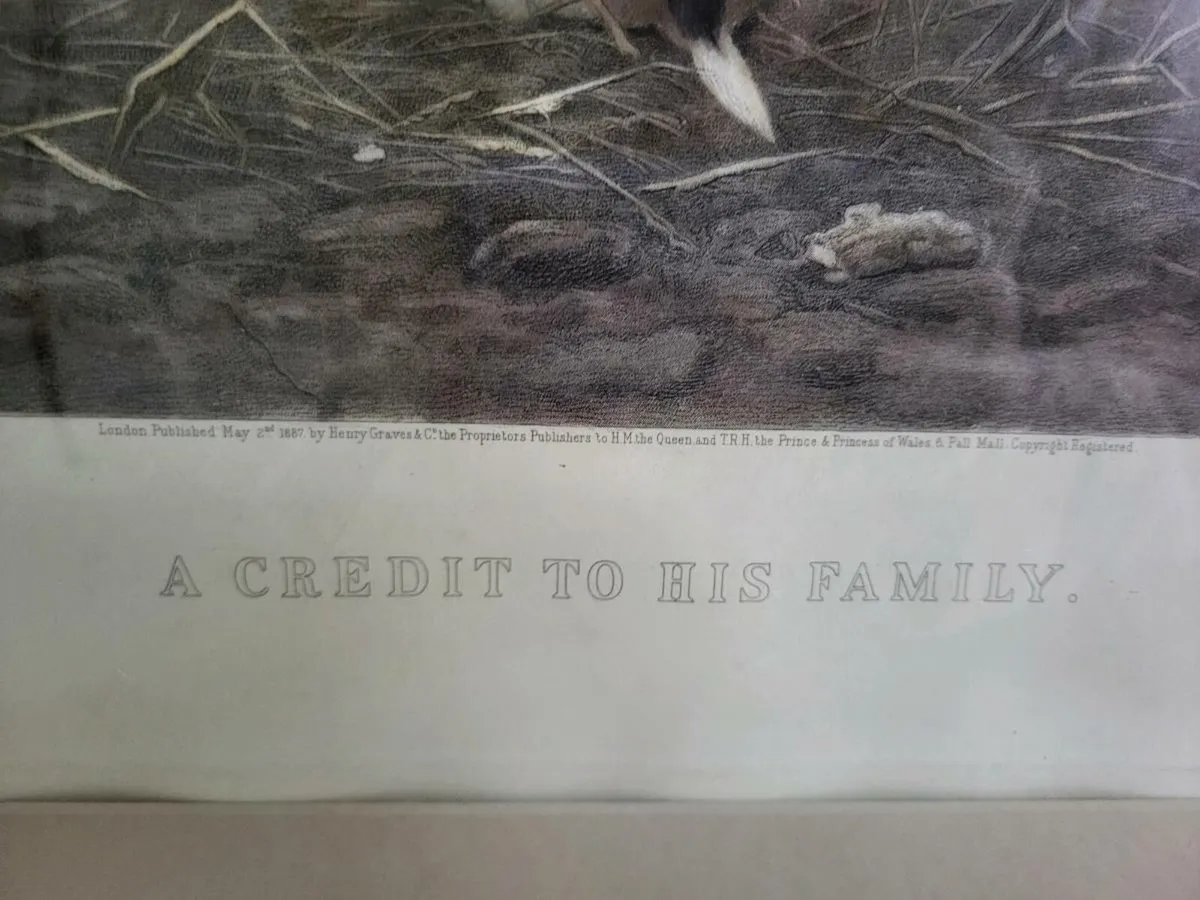 London Published May 2nd 1887, by Henry Graves & Co. the Proprietors Publishers to H.M. the Queen, and T.R.H. the Prince & Princess of Wales, 6, Pall Mall. Copyright Registered.
A CREDIT TO HIS FAMILY.